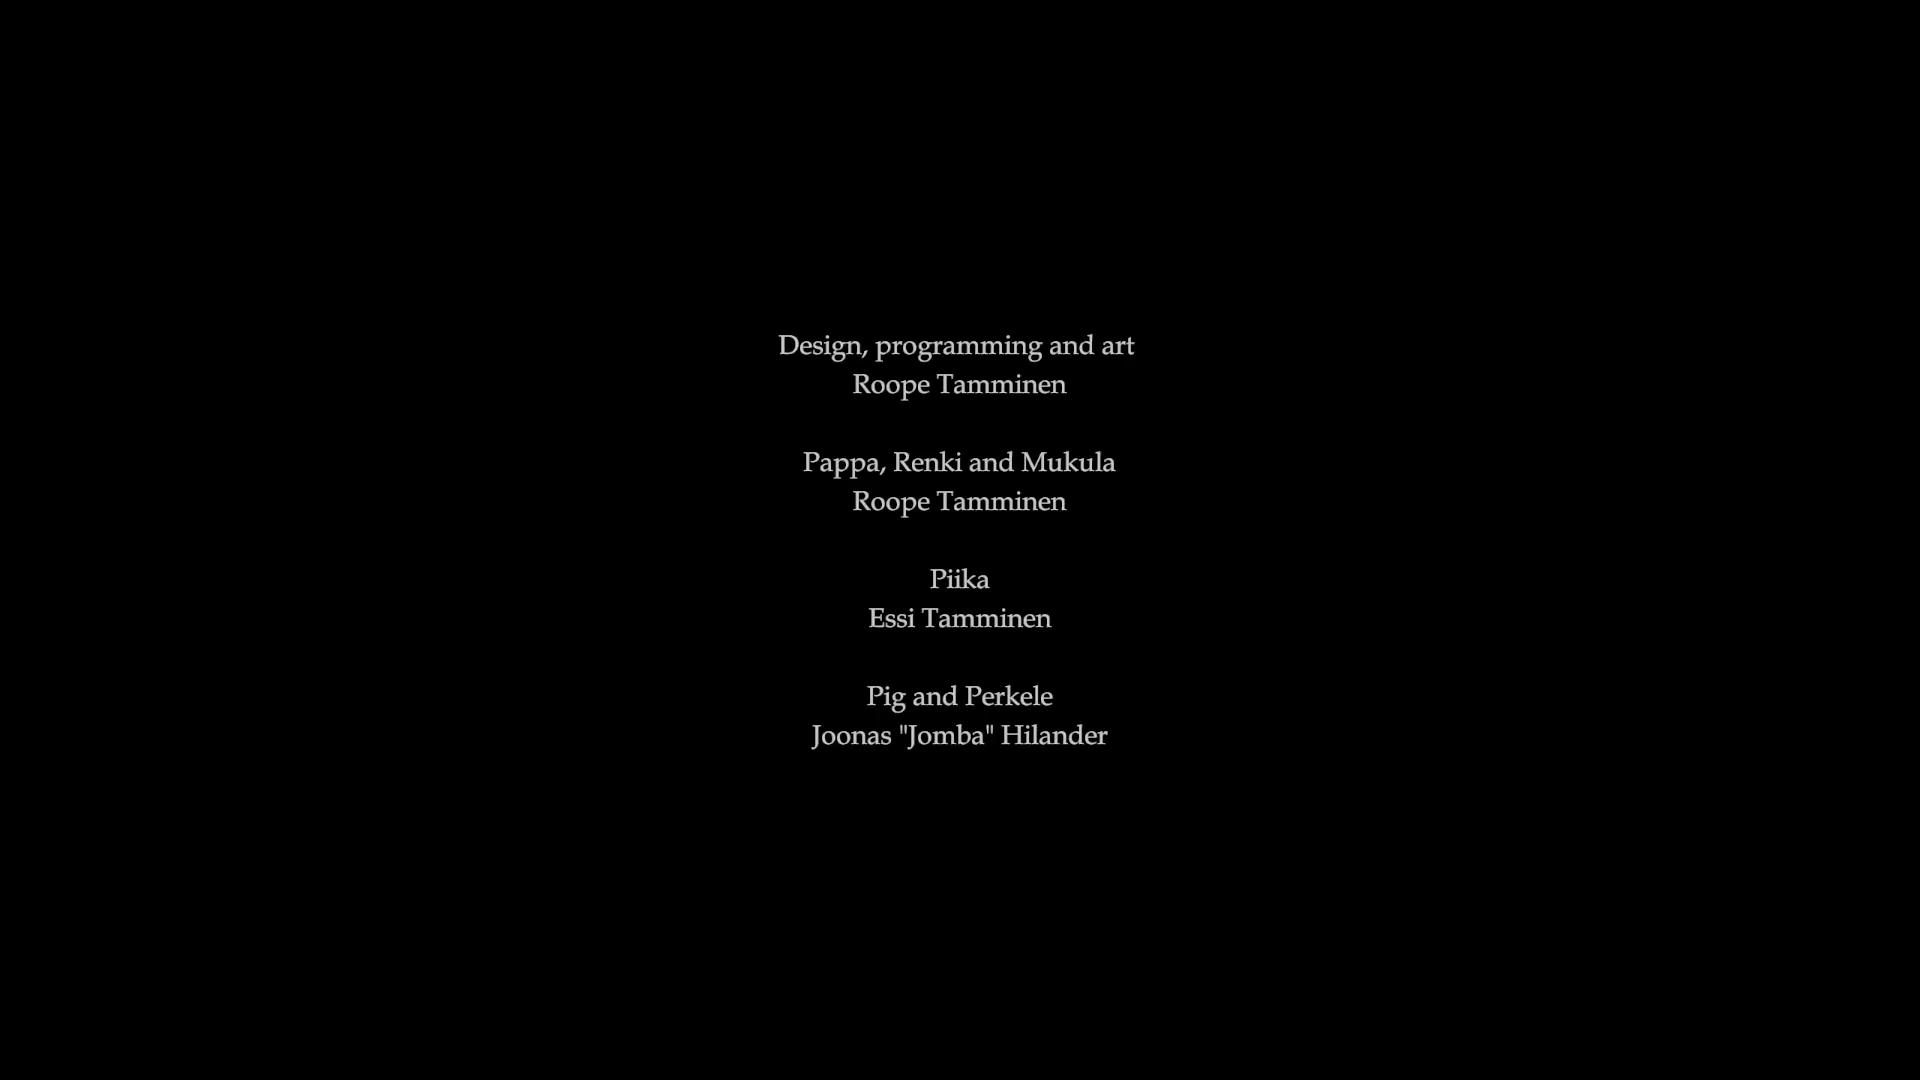 Design, programming and art
Roope Tamminen
Pappa, Renki and Mukula
Roope Tamminen
Piika
Essi Tamminen
Pig and Perkele
Joonas "Jomba" Hilander